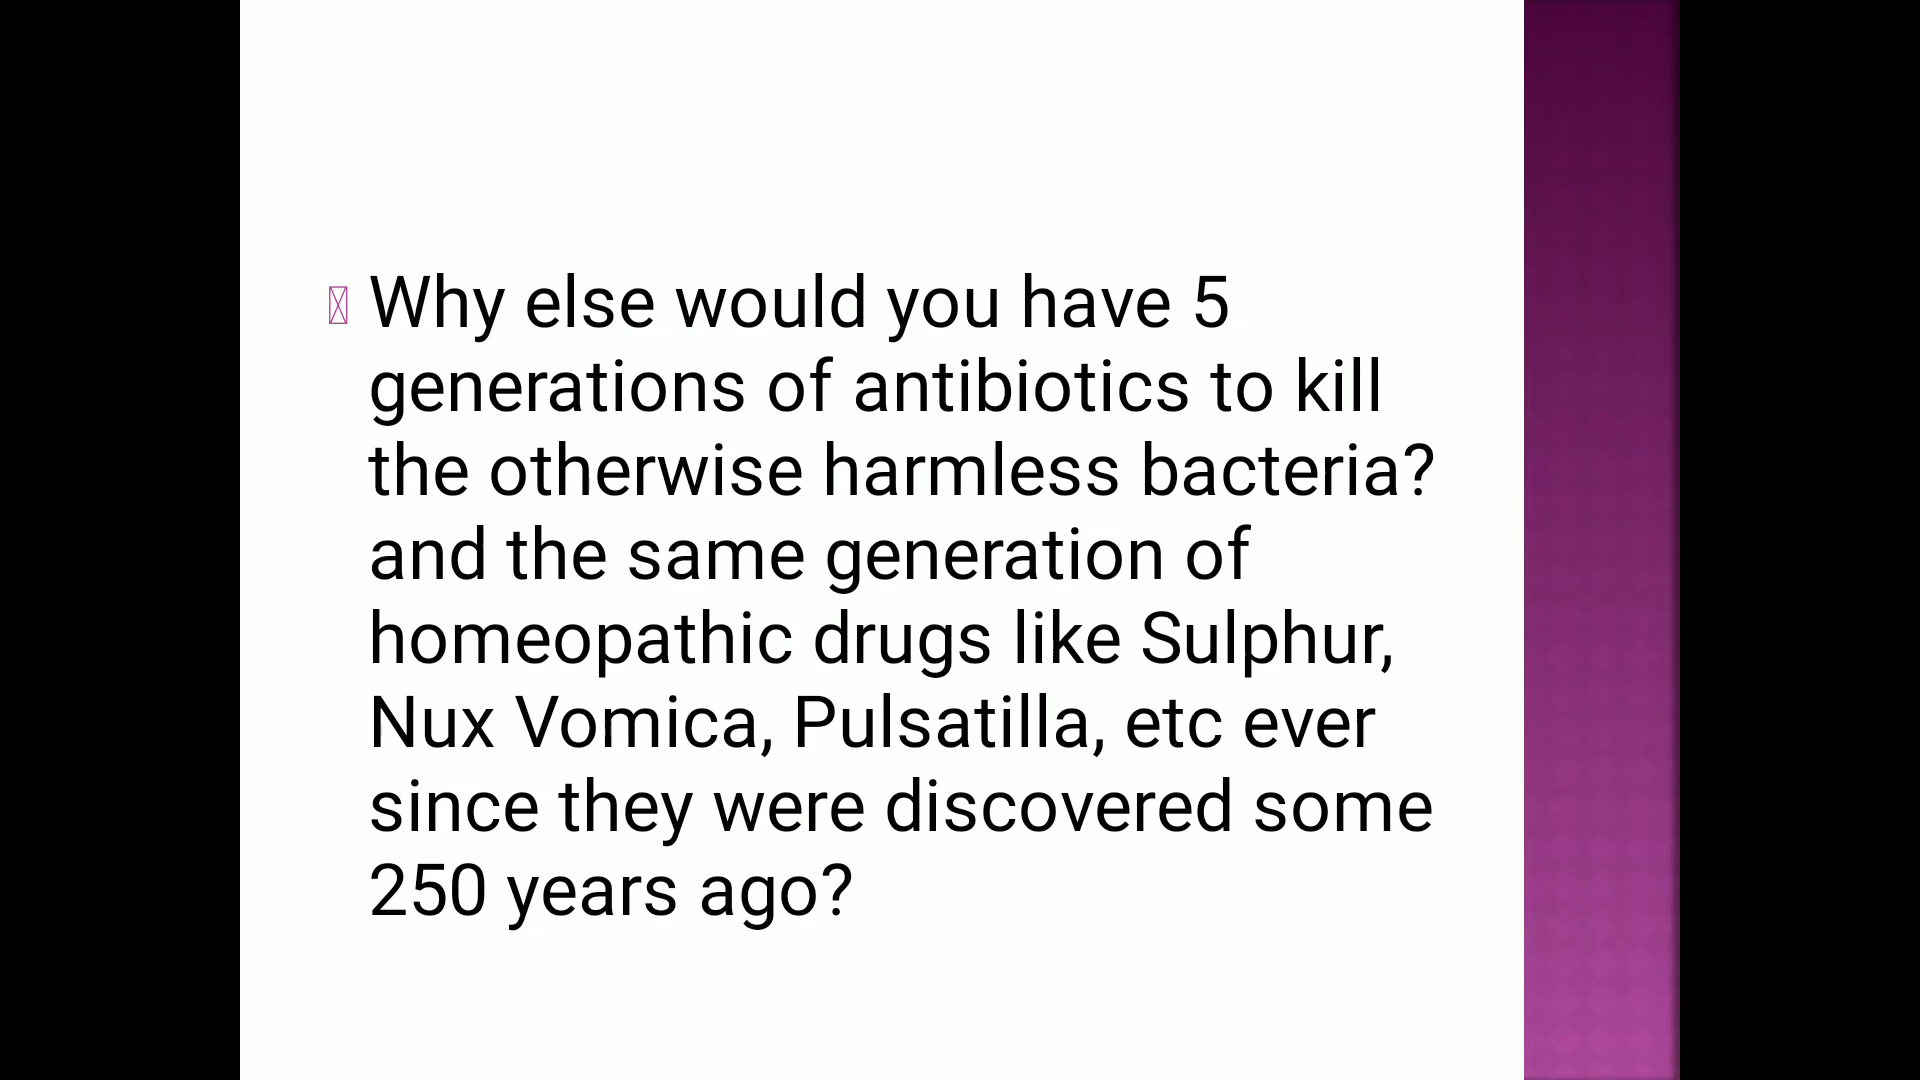 Why else would you have 5
generations of antibiotics to kill
the otherwise harmless bacteria?
and the same generation of
homeopathic drugs like Sulphur,
Nux Vomica, Pulsatilla, etc ever
since they were discovered some
250 years ago?